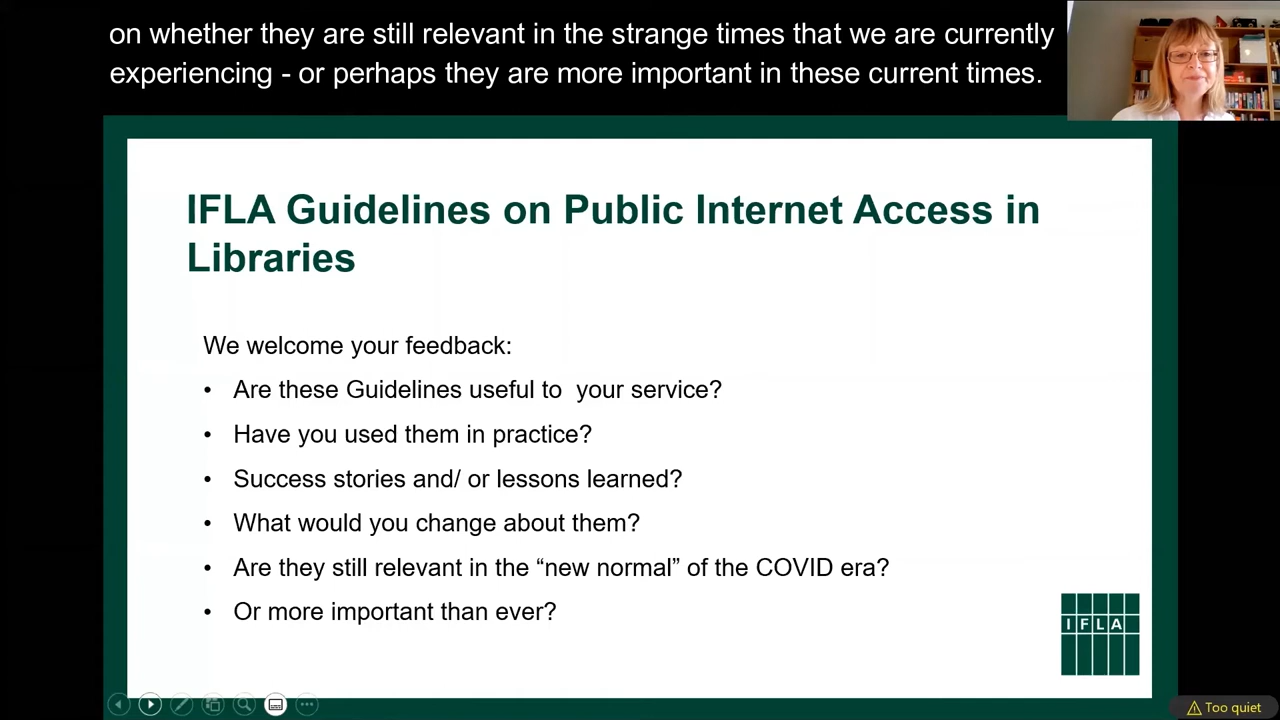 on whether they are still relevant in the strange times that we are currently
experiencing - or perhaps they are more important in these current times.
IFLA Guidelines on Public Internet Access in
Libraries
We welcome your feedback:
• Are these Guidelines useful to  your service?
• Have you used them in practice?
• Success stories and/ or lessons learned?
• What would you change about them?
• Are they still relevant in the “new normal” of the COVID era?
• Or more important than ever?
IFLA
Too quiet